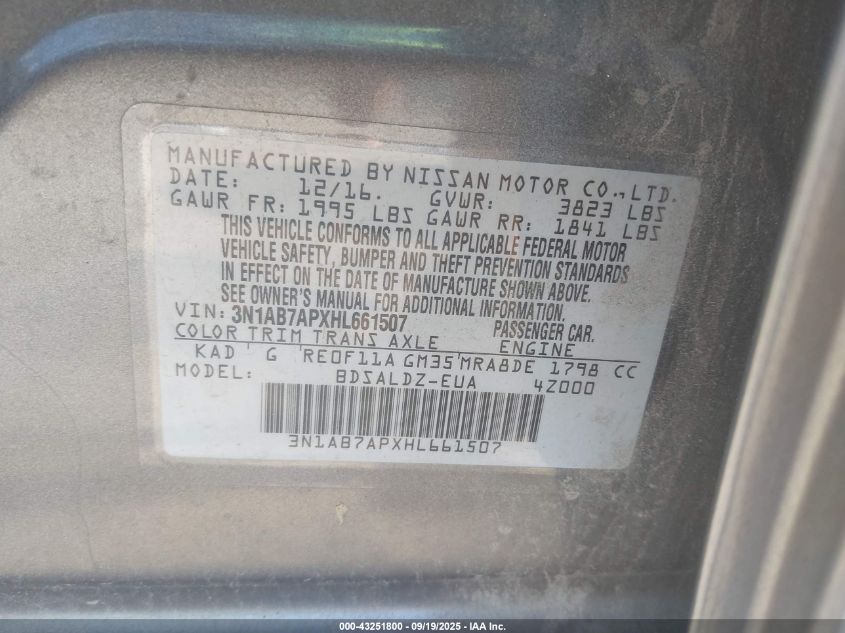 MANUFACTURED BY NISSAN MOTOR CO., LTD.
DATE: 12/16. GVWR: 3823 LBS
GAWR FR: 1995 LBS GAWR RR: 1841 LBS
THIS VEHICLE CONFORMS TO ALL APPLICABLE FEDERAL MOTOR
VEHICLE SAFETY, BUMPER AND THEFT PREVENTION STANDARDS
IN EFFECT ON THE DATE OF MANUFACTURE SHOWN ABOVE.
SEE OWNER'S MANUAL FOR ADDITIONAL INFORMATION.
VIN: 3N1AB7APXHL661507 PASSENGER CAR.
COLOR TRIM TRANS AXLE ENGINE
KAD G RE0F11A GM35 MRA8DE 1798 CC
MODEL: BDSALDZ-EUA 4Z000
3N1AB7APXHL661507
000-43251800 - 09/19/2025 - IAA Inc.